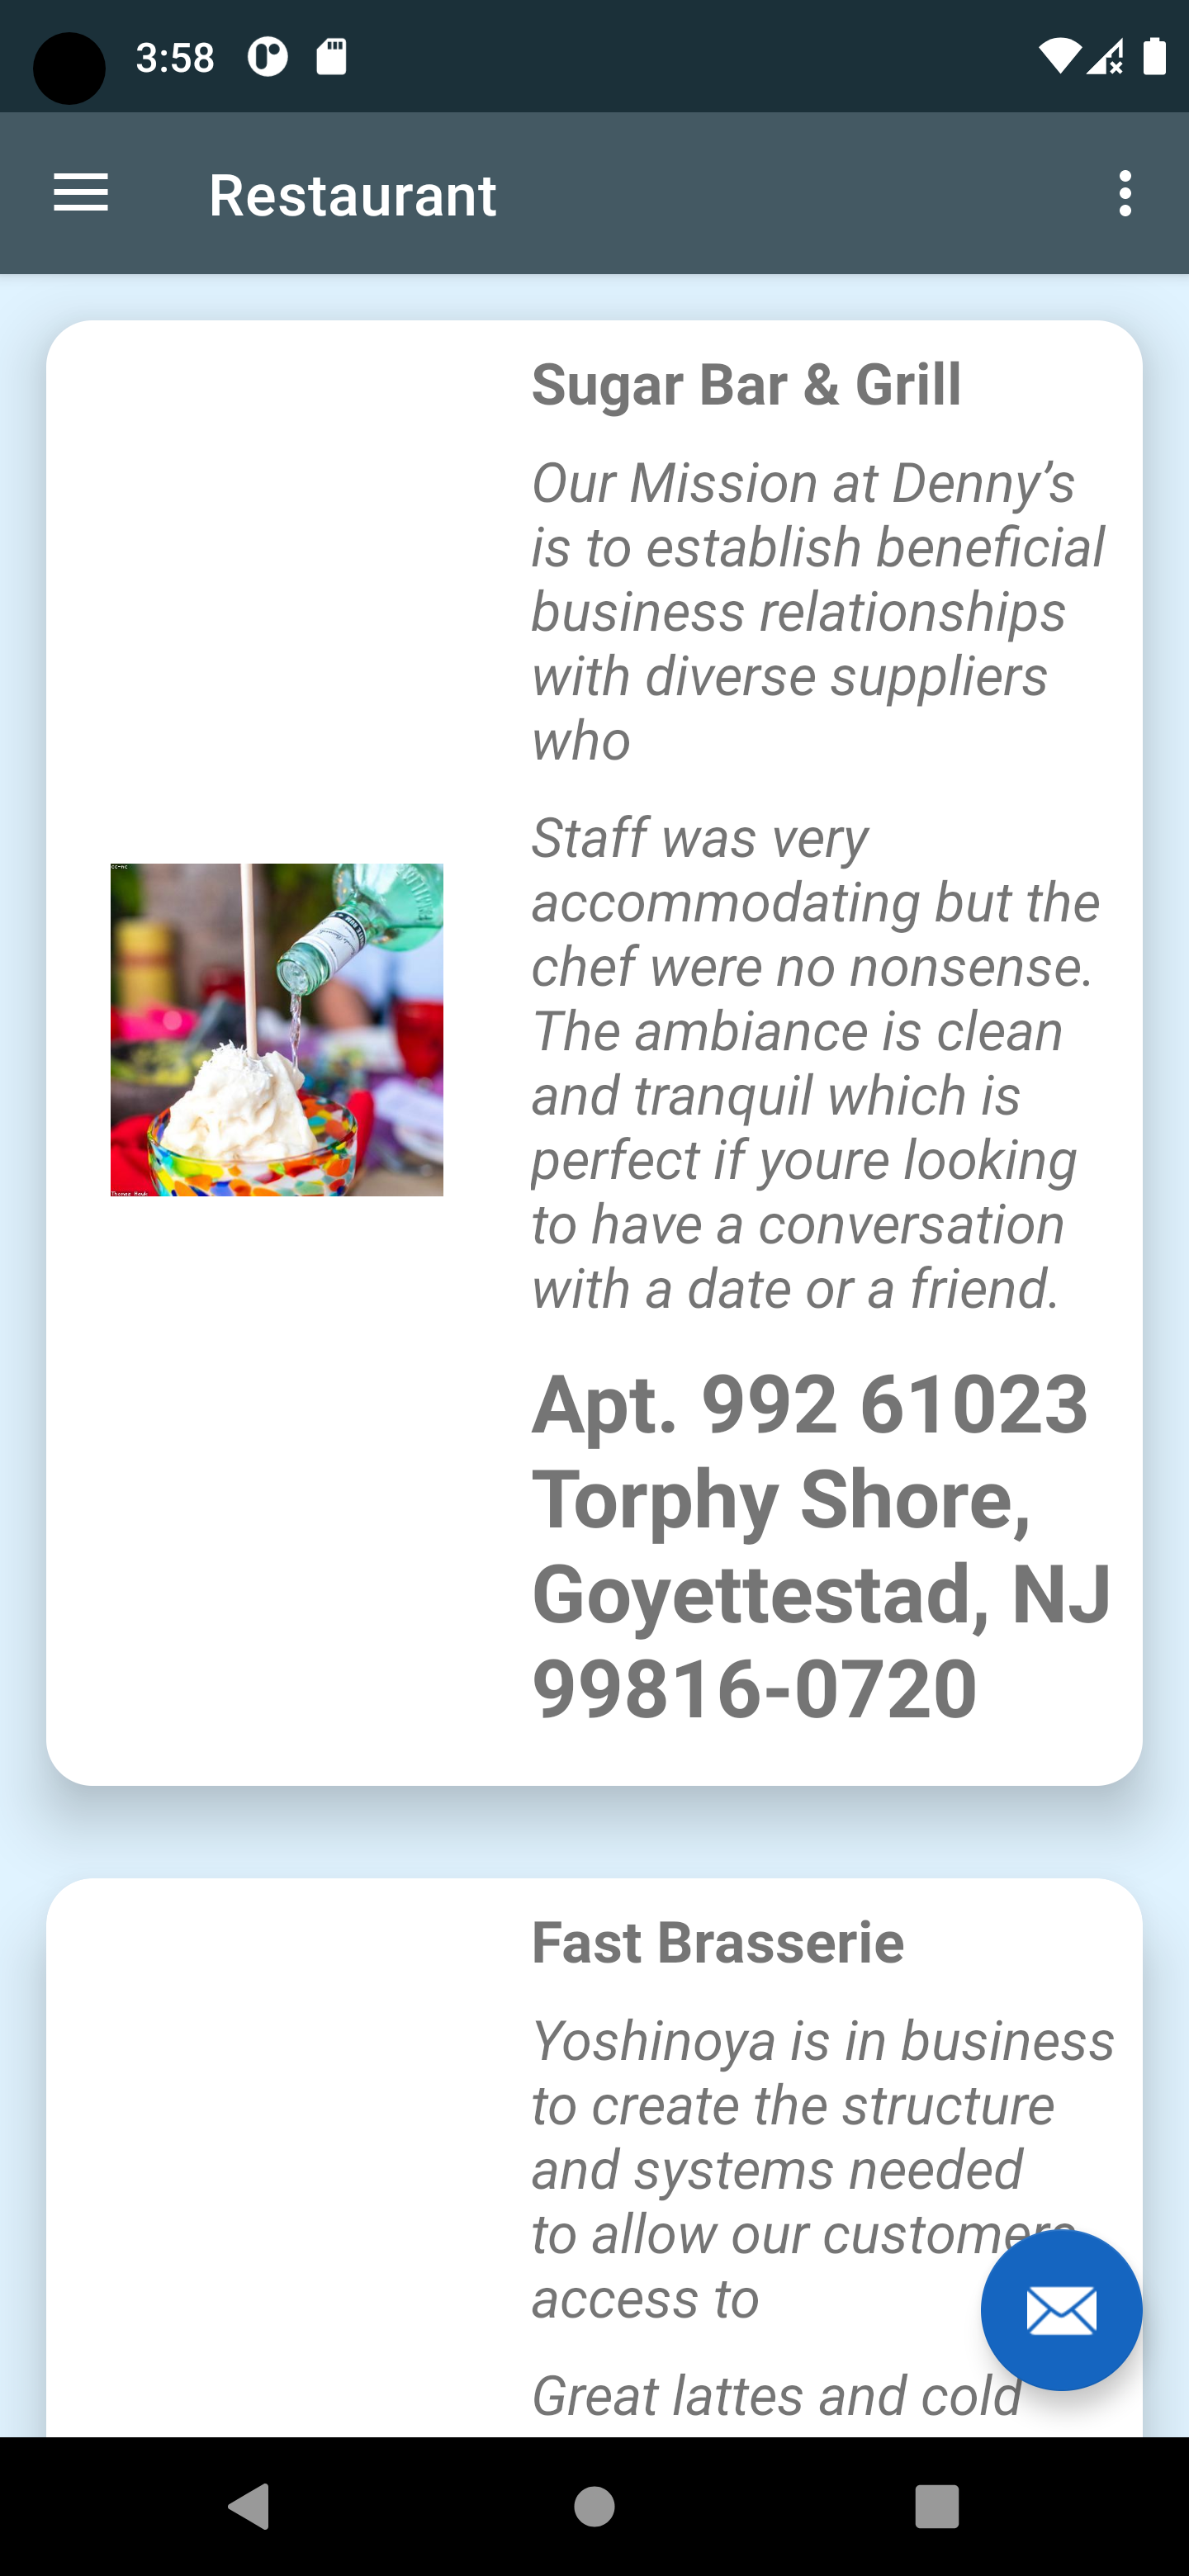 3:58
Restaurant
Sugar Bar & Grill
Our Mission at Denny’s
is to establish beneficial
business relationships
with diverse suppliers
who
Staff was very
accommodating but the
chef were no nonsense.
The ambiance is clean
and tranquil which is
perfect if youre looking
to have a conversation
with a date or a friend.
Apt. 992 61023
Torphy Shore,
Goyettestad, NJ
99816-0720
Fast Brasserie
Yoshinoya is in business
to create the structure
and systems needed
to allow our customers
access to
Great lattes and cold